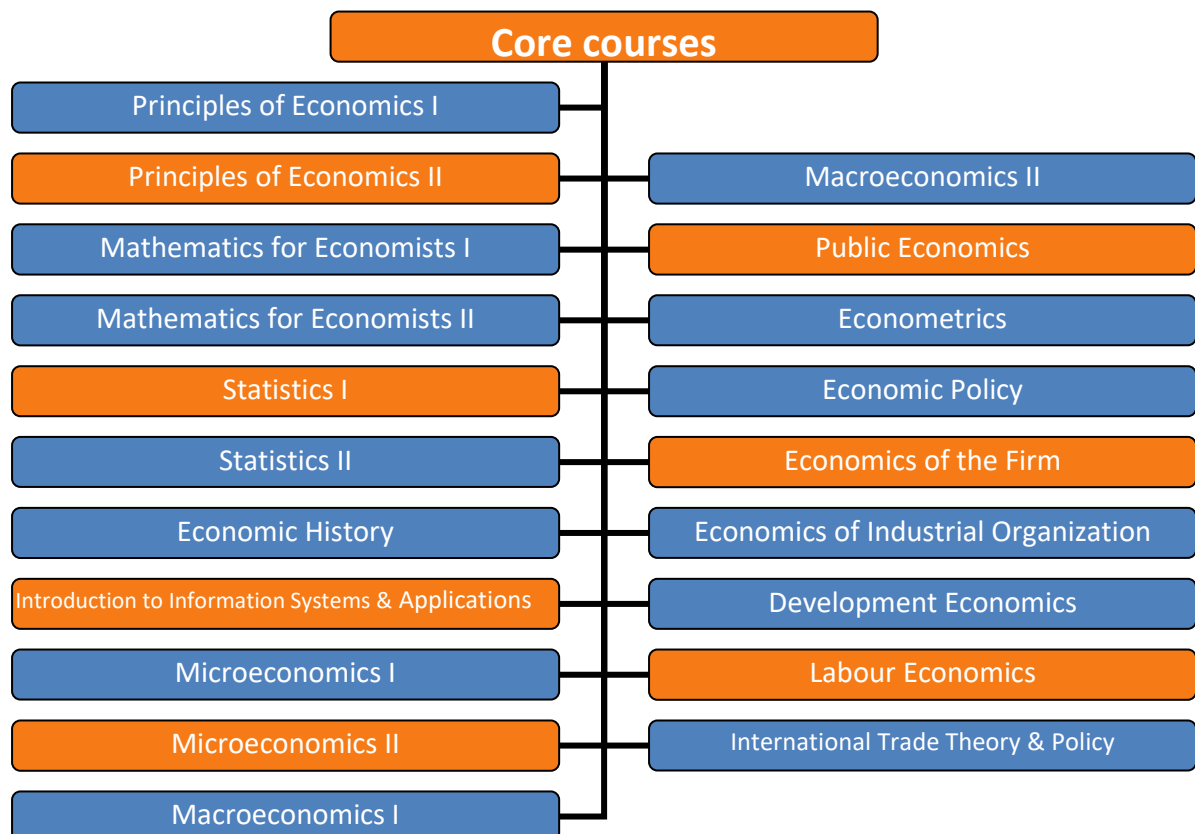 Core courses
Principles of Economics I
Principles of Economics II
Mathematics for Economists I
Mathematics for Economists II
Statistics I
Statistics II
Economic History
Introduction to Information Systems & Applications
Microeconomics I
Microeconomics II
Macroeconomics I
Macroeconomics II
Public Economics
Econometrics
Economic Policy
Economics of the Firm
Economics of Industrial Organization
Development Economics
Labour Economics
International Trade Theory & Policy